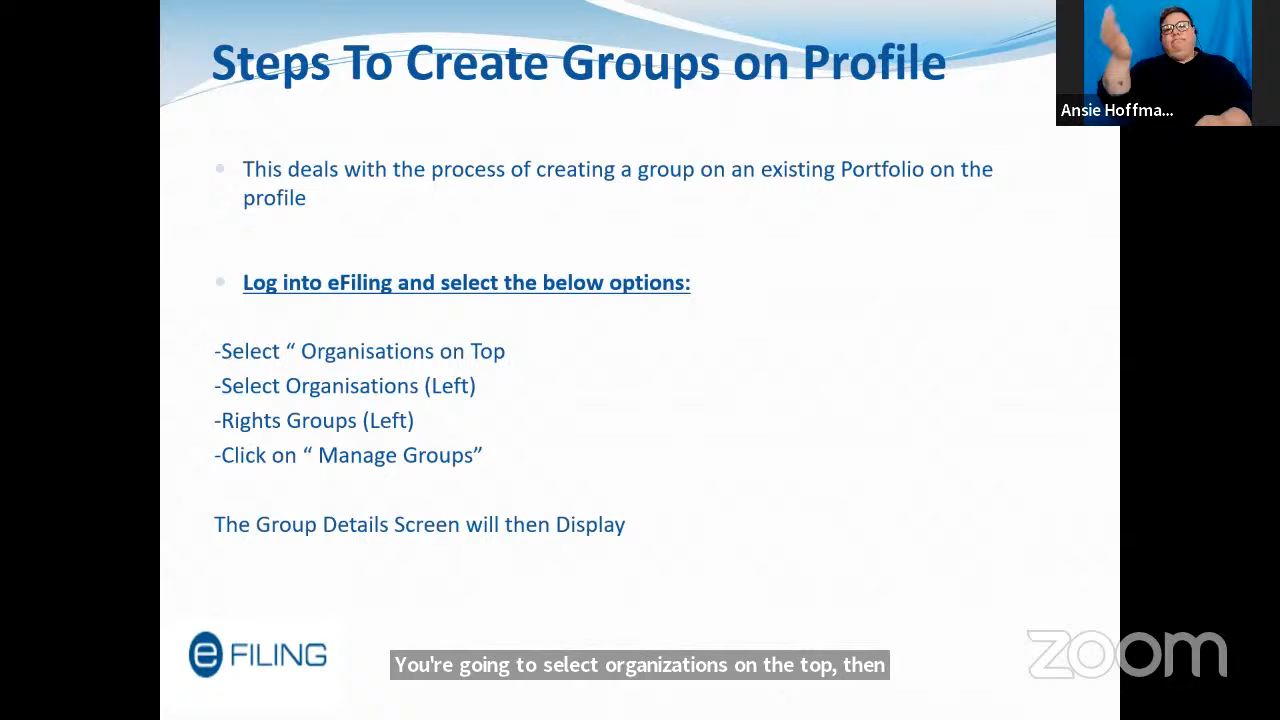 Steps To Create Groups on Profile
Ansie Hoffma...
This deals with the process of creating a group on an existing Portfolio on the
profile
Log into eFiling and select the below options:
-Select “ Organisations on Top
-Select Organisations (Left)
-Rights Groups (Left)
-Click on “ Manage Groups”
The Group Details Screen will then Display
e FILING
You're going to select organizations on the top, then
zoom